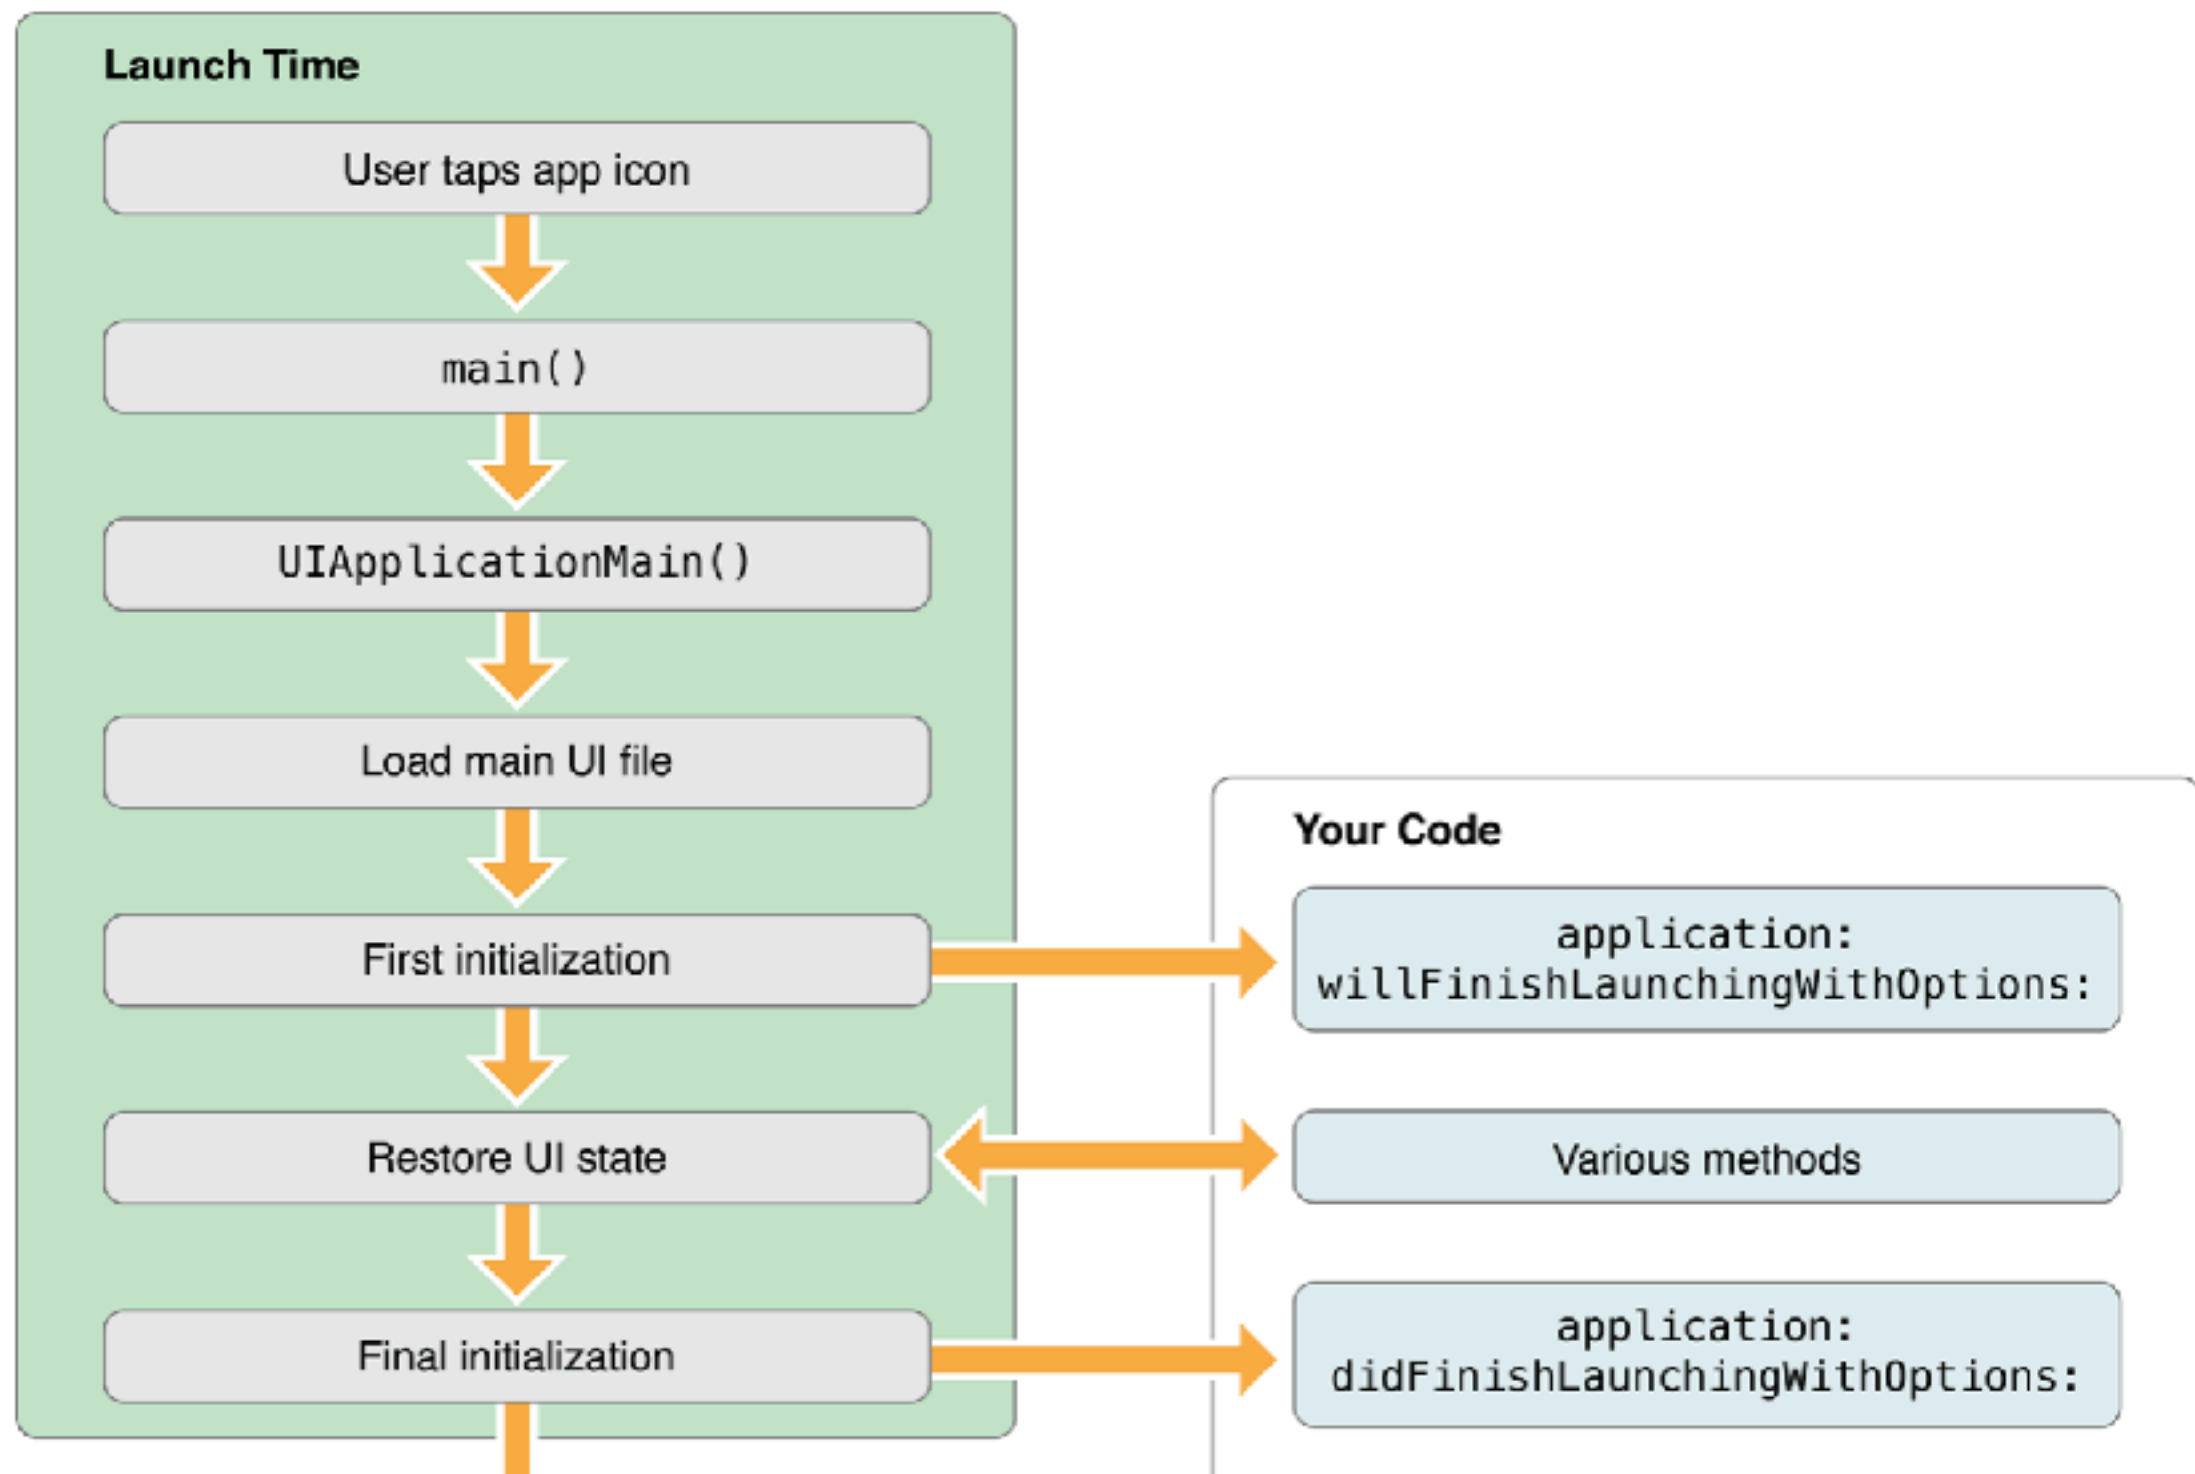 Launch Time
User taps app icon
main()
UIApplicationMain()
Load main UI file
First initialization
Restore UI state
Final initialization
Your Code
application:
willFinishLaunchingWithOptions:
Various methods
application:
didFinishLaunchingWithOptions: